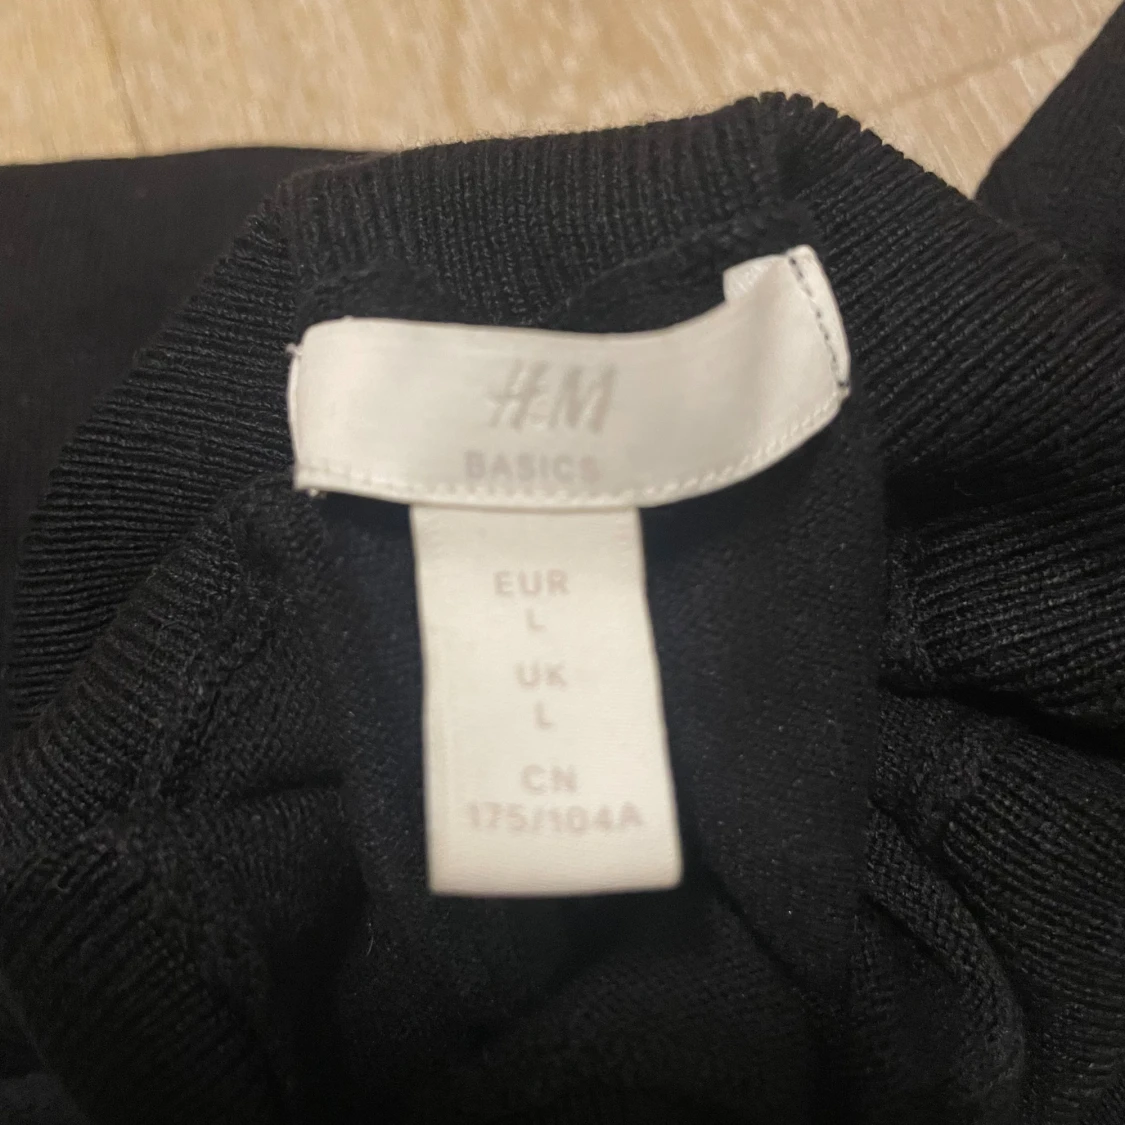 H&M
BASICS
EUR
L
UK
L
CN
175/104A